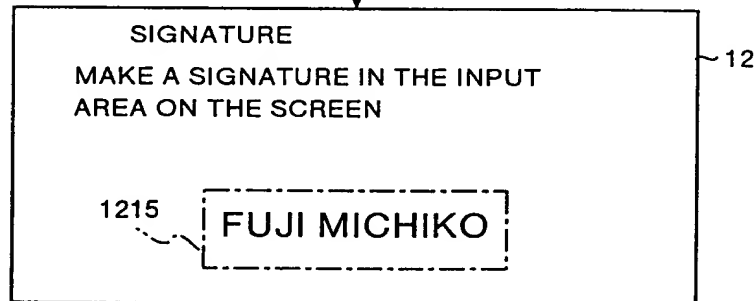 SIGNATURE
12
MAKE A SIGNATURE IN THE INPUT
AREA ON THE SCREEN
1215
FUJI MICHIKO